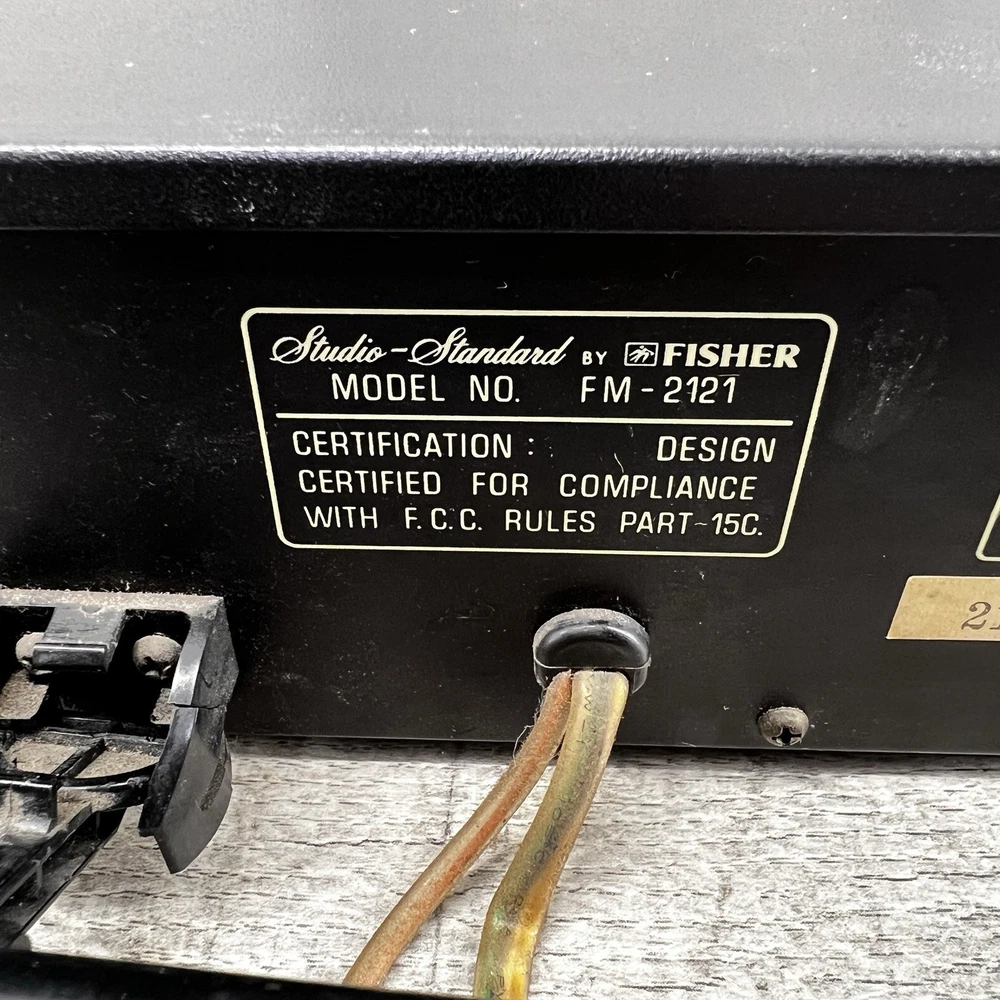 Studio-Standard BY FISHER
MODEL NO. FM-2121
CERTIFICATION : DESIGN
CERTIFIED FOR COMPLIANCE
WITH F.C.C. RULES PART-15C.